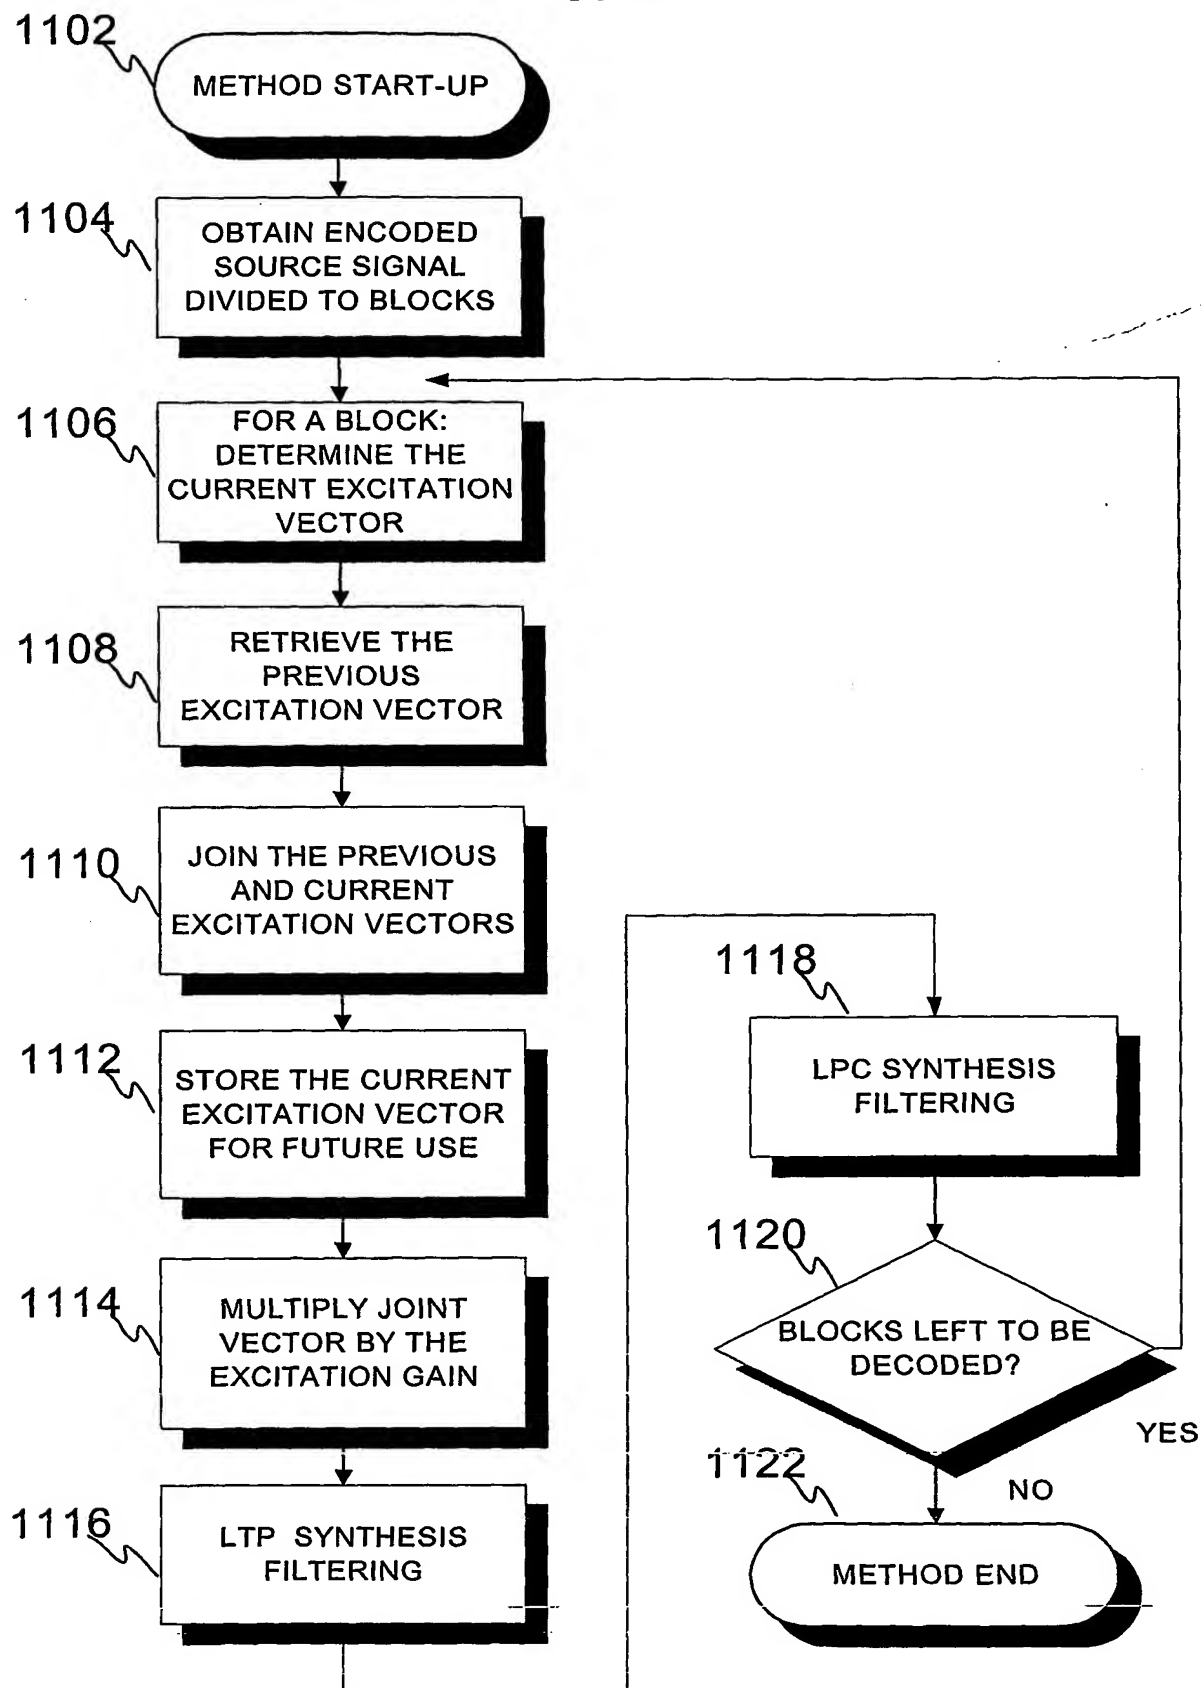 1102
METHOD START-UP
1104
OBTAIN ENCODED
SOURCE SIGNAL
DIVIDED TO BLOCKS
1106
FOR A BLOCK:
DETERMINE THE
CURRENT EXCITATION
VECTOR
1108
RETRIEVE THE
PREVIOUS
EXCITATION VECTOR
1110
JOIN THE PREVIOUS
AND CURRENT
EXCITATION VECTORS
1112
STORE THE CURRENT
EXCITATION VECTOR
FOR FUTURE USE
1114
MULTIPLY JOINT
VECTOR BY THE
EXCITATION GAIN
1116
LTP SYNTHESIS
FILTERING
1118
LPC SYNTHESIS
FILTERING
1120
BLOCKS LEFT TO BE
DECODED?
YES
NO
1122
METHOD END